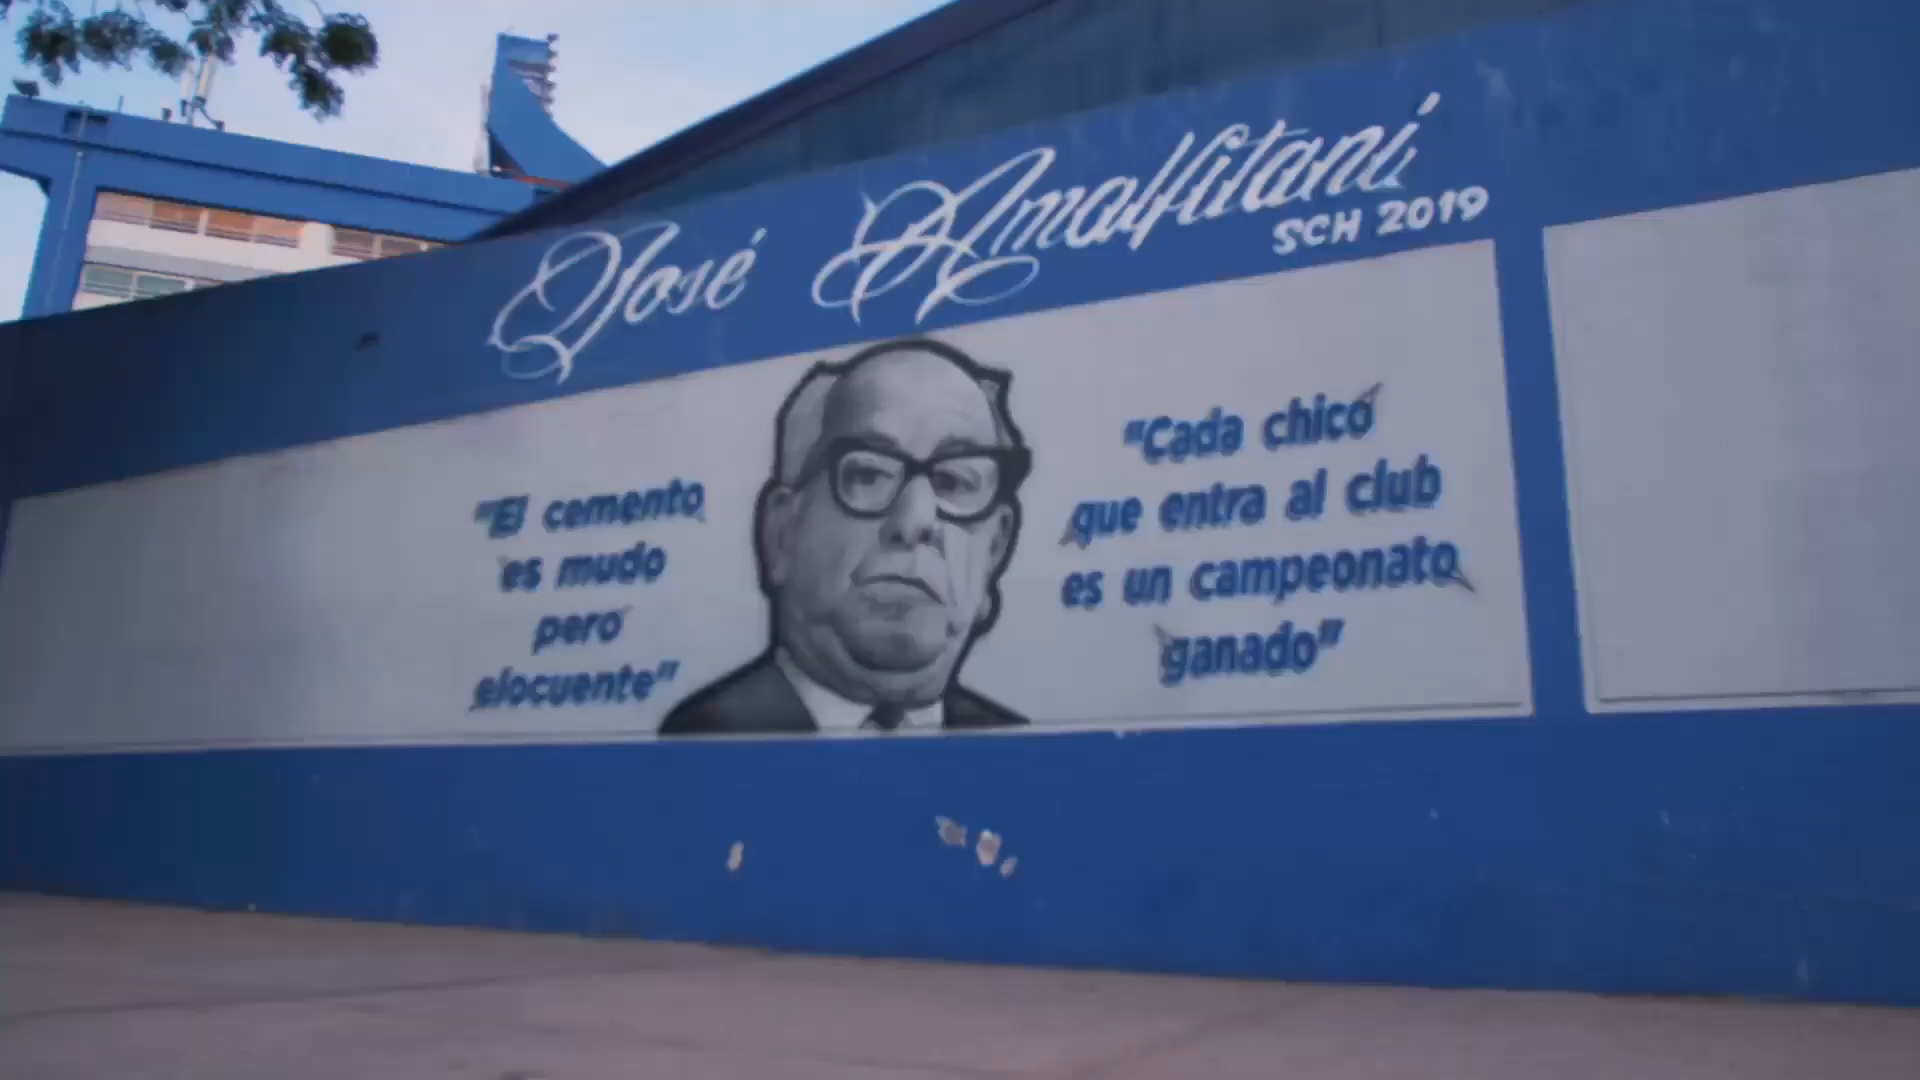 José Amalfitani
SCH 2019
"El cemento
es mudo
pero
elocuente"
"Cada chico
que entra al club
es un campeonato
ganado"